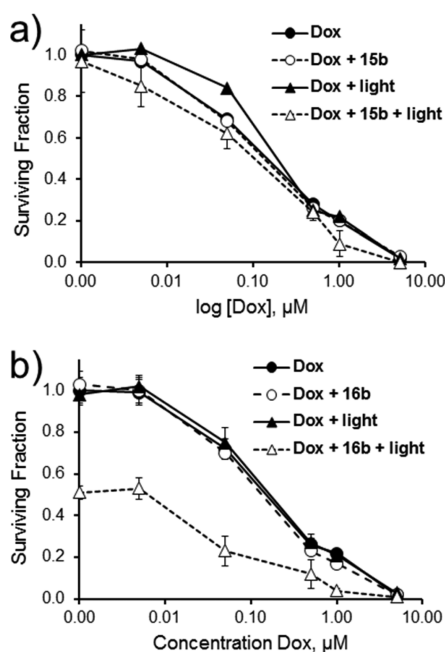 a)
Dox
Dox + 15b
Dox + light
Dox + 15b + light
Surviving Fraction
1.0
0.8
0.6
0.4
0.2
0.0
0.00 0.01 0.10 1.00 10.00
log [Dox], µM
b)
Dox
Dox + 16b
Dox + light
Dox + 16b + light
Surviving Fraction
1.0
0.8
0.6
0.4
0.2
0.0
0.00 0.01 0.10 1.00 10.00
Concentration Dox, µM